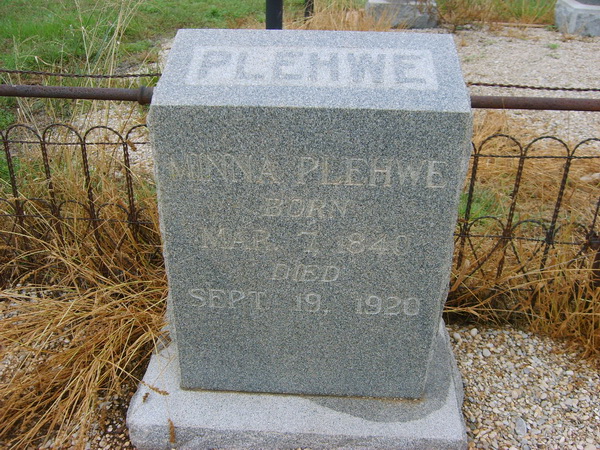 PLEHWE
MINNA PLEHWE
BORN
MAR. 7, 1840
DIED
SEPT. 19, 1920